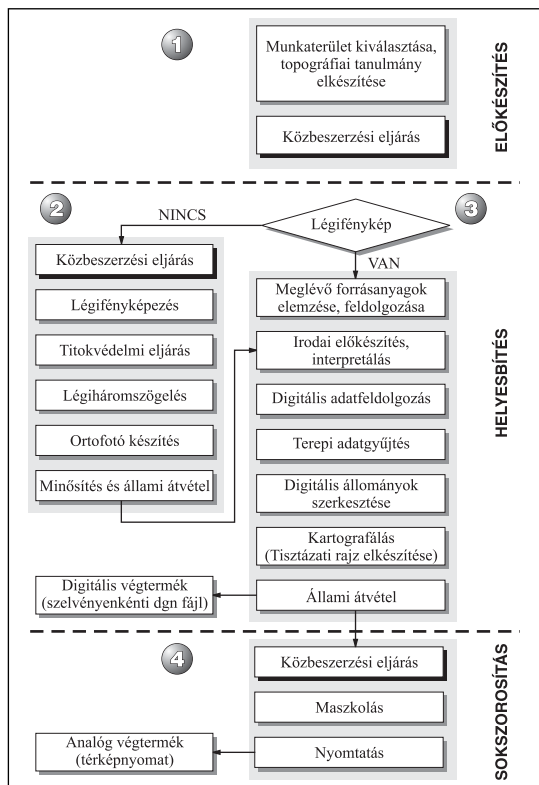 1
Munkaterület kiválasztása,
topográfiai tanulmány
elkészítése
Közbeszerzési eljárás
ELŐKÉSZÍTÉS
2
NINCS
Légifénykép
3
VAN
Közbeszerzési eljárás
Légifényképezés
Titokvédelmi eljárás
Légiháromszögelés
Ortofotó készítés
Minősítés és állami átvétel
Meglévő forrásanyagok
elemzése, feldolgozása
Irodai előkészítés,
interpretálás
Digitális adatfeldolgozás
Terepi adatgyűjtés
Digitális állományok
szerkesztése
Kartografálás
(Tisztázati rajz elkészítése)
Állami átvétel
Digitális végtermék
(szelvényenkénti dgn fájl)
HELYESBÍTÉS
4
Közbeszerzési eljárás
Maszkolás
Nyomtatás
Analóg végtermék
(térképnyomat)
SOKSZOROSÍTÁS